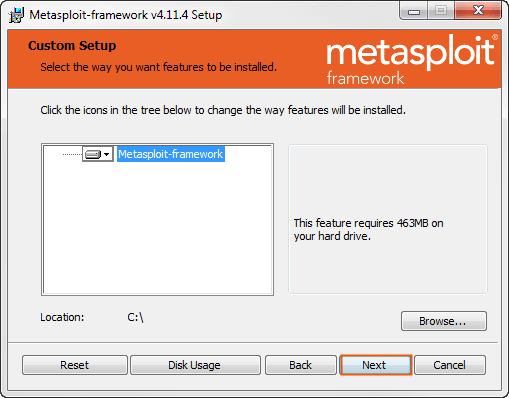 Metasploit-framework v4.11.4 Setup
Custom Setup
Select the way you want features to be installed.
metasploit®
framework
Click the icons in the tree below to change the way features will be installed.
Metasploit-framework
This feature requires 463MB on
your hard drive.
Location: C:\
Browse...
Reset Disk Usage Back Next Cancel